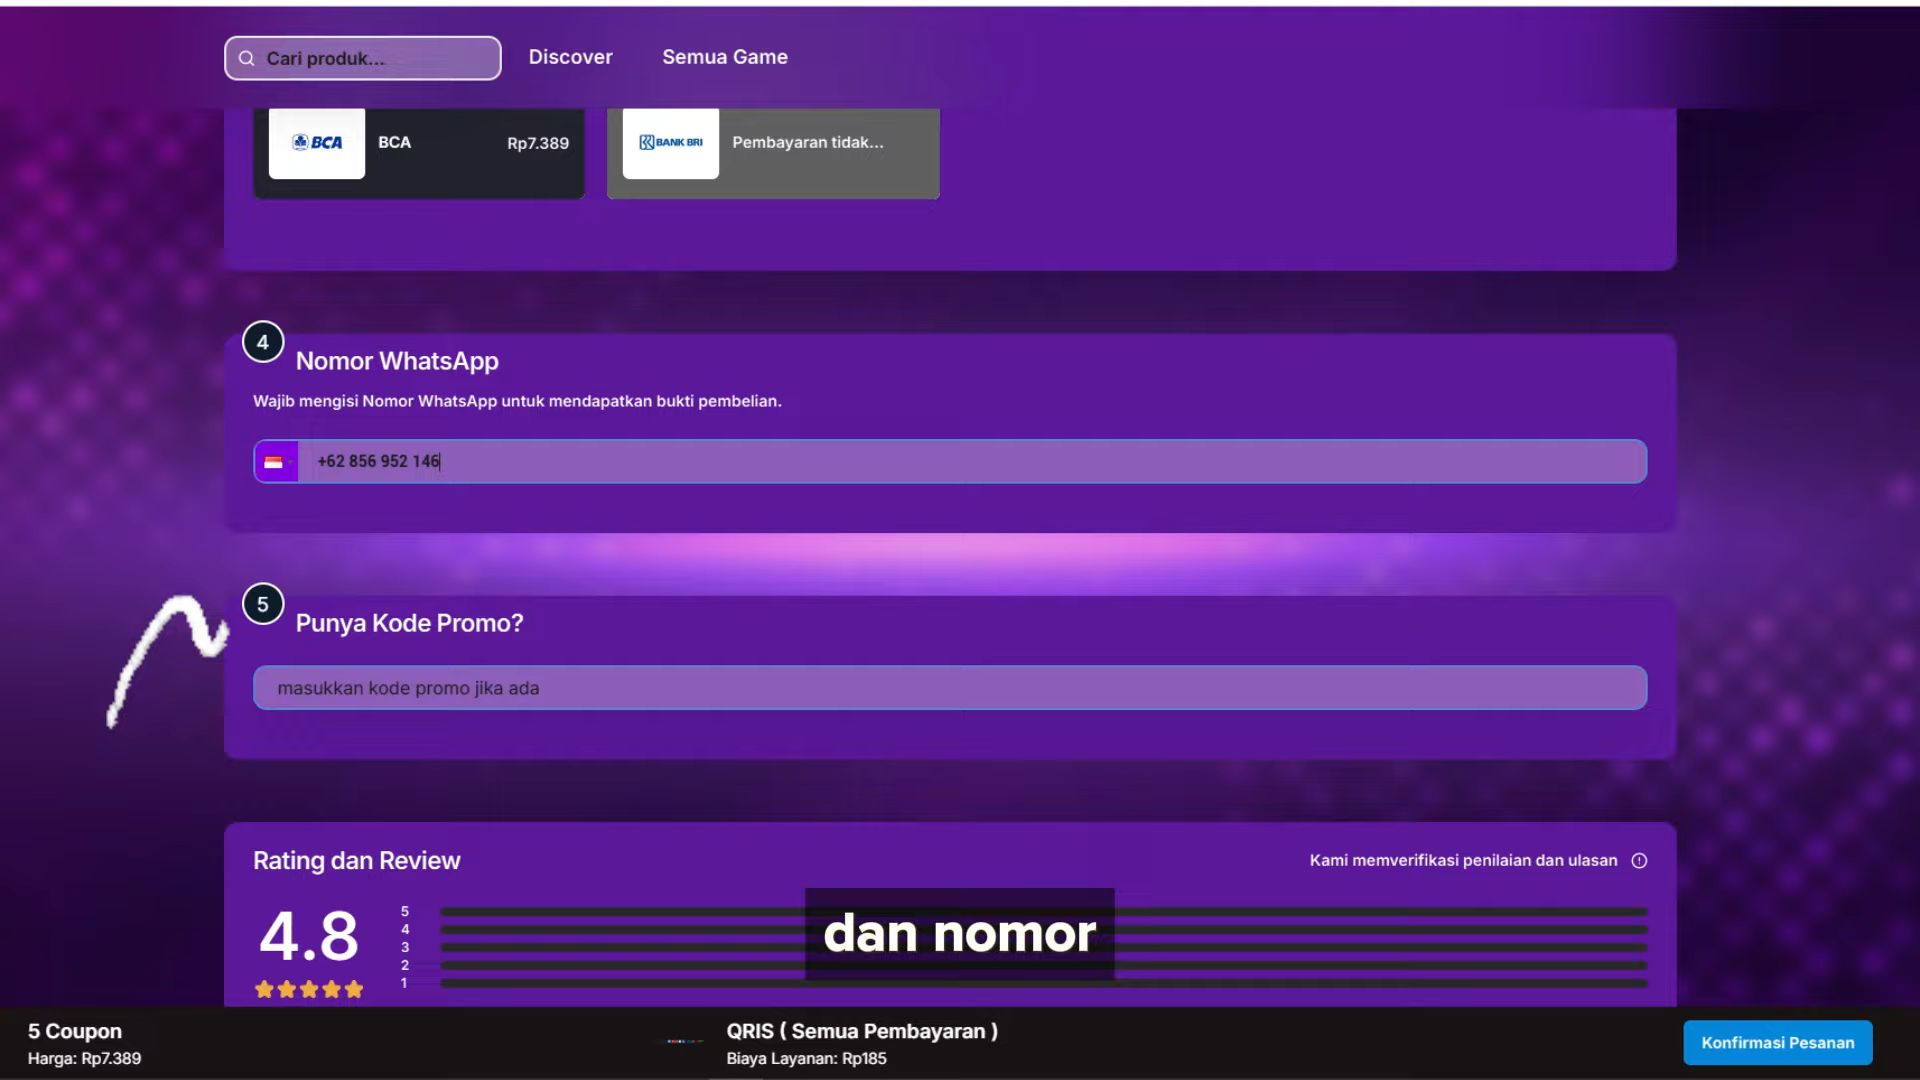 Cari produk...
Discover
Semua Game
BCA
BCA
Rp7.389
BANK BRI
Pembayaran tidak...
4
Nomor WhatsApp
Wajib mengisi Nomor WhatsApp untuk mendapatkan bukti pembelian.
+62 856 952 146
5
Punya Kode Promo?
masukkan kode promo jika ada
Rating dan Review
Kami memverifikasi penilaian dan ulasan
4.8
5
4
3
2
1
dan nomor
5 Coupon
Harga: Rp7.389
QRIS ( Semua Pembayaran )
Biaya Layanan: Rp185
Konfirmasi Pesanan